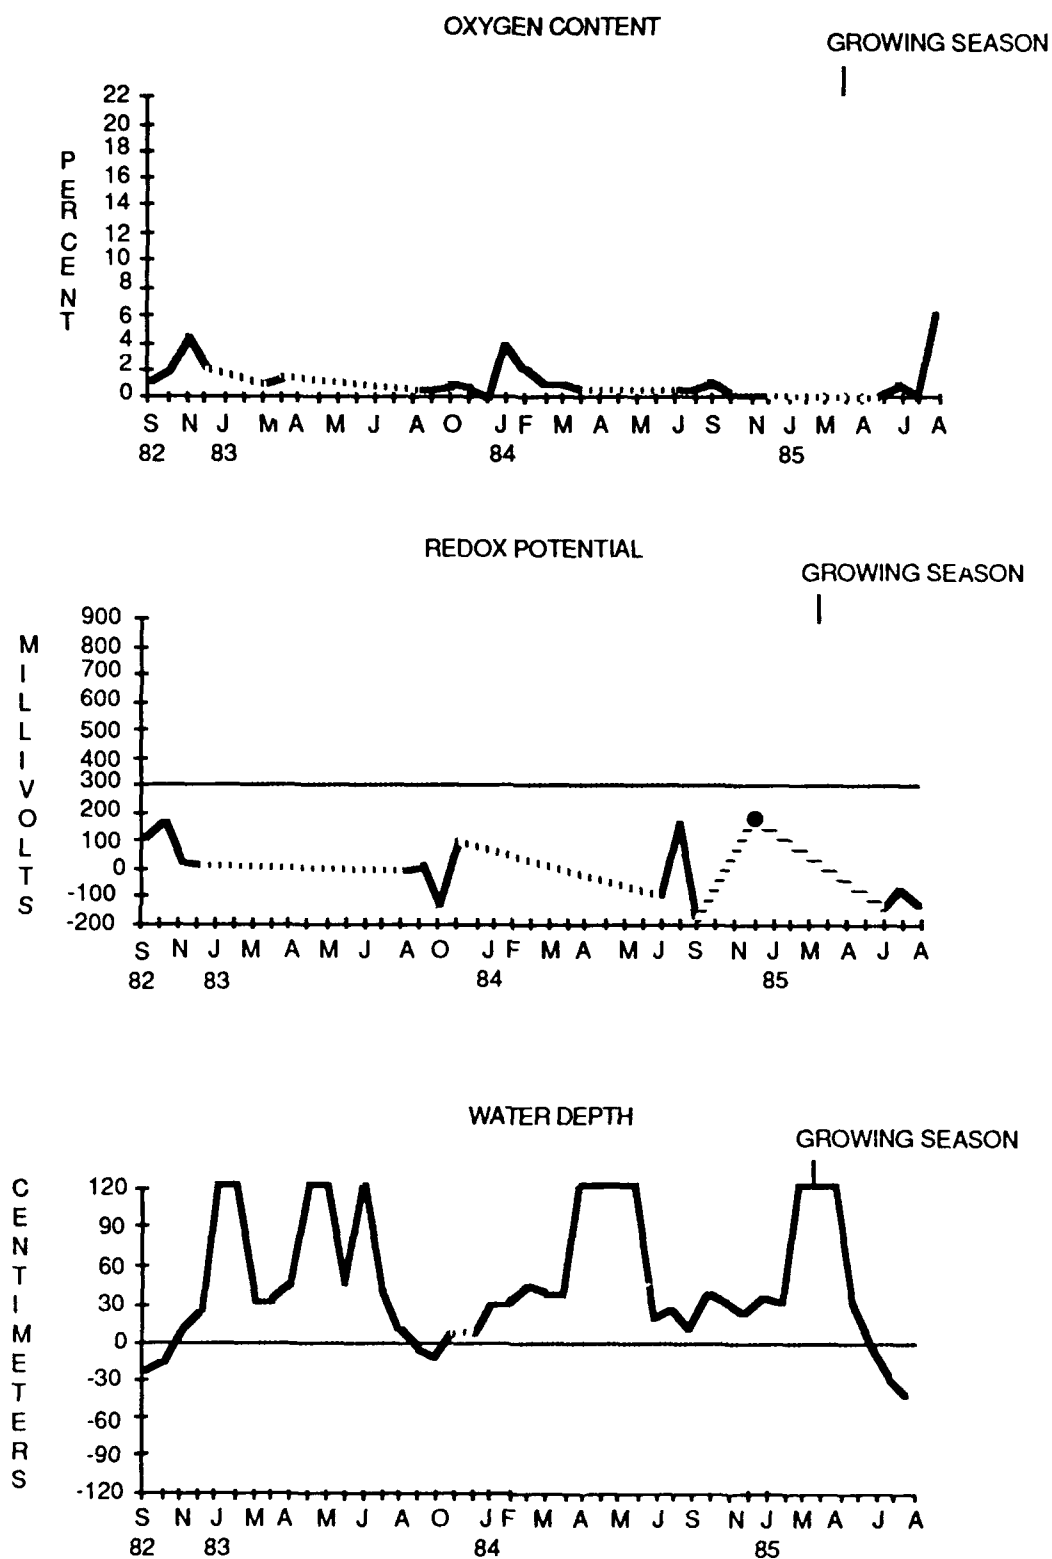 OXYGEN CONTENT
GROWING SEASON
PERCENT
22
20
18
16
14
12
10
8
6
4
2
0
S N J M A M J A O J F M A M J S N J M A J A
82 83 84 85
REDOX POTENTIAL
GROWING SEASON
MILLIVOLTS
900
800
700
600
500
400
300
200
100
0
-100
-200
S N J M A M J A O J F M A M J S N J M A J A
82 83 84 85
WATER DEPTH
GROWING SEASON
CENTIMETERS
120
90
60
30
0
-30
-60
-90
-120
S N J M A M J A O J F M A M J S N J M A J A
82 83 84 85